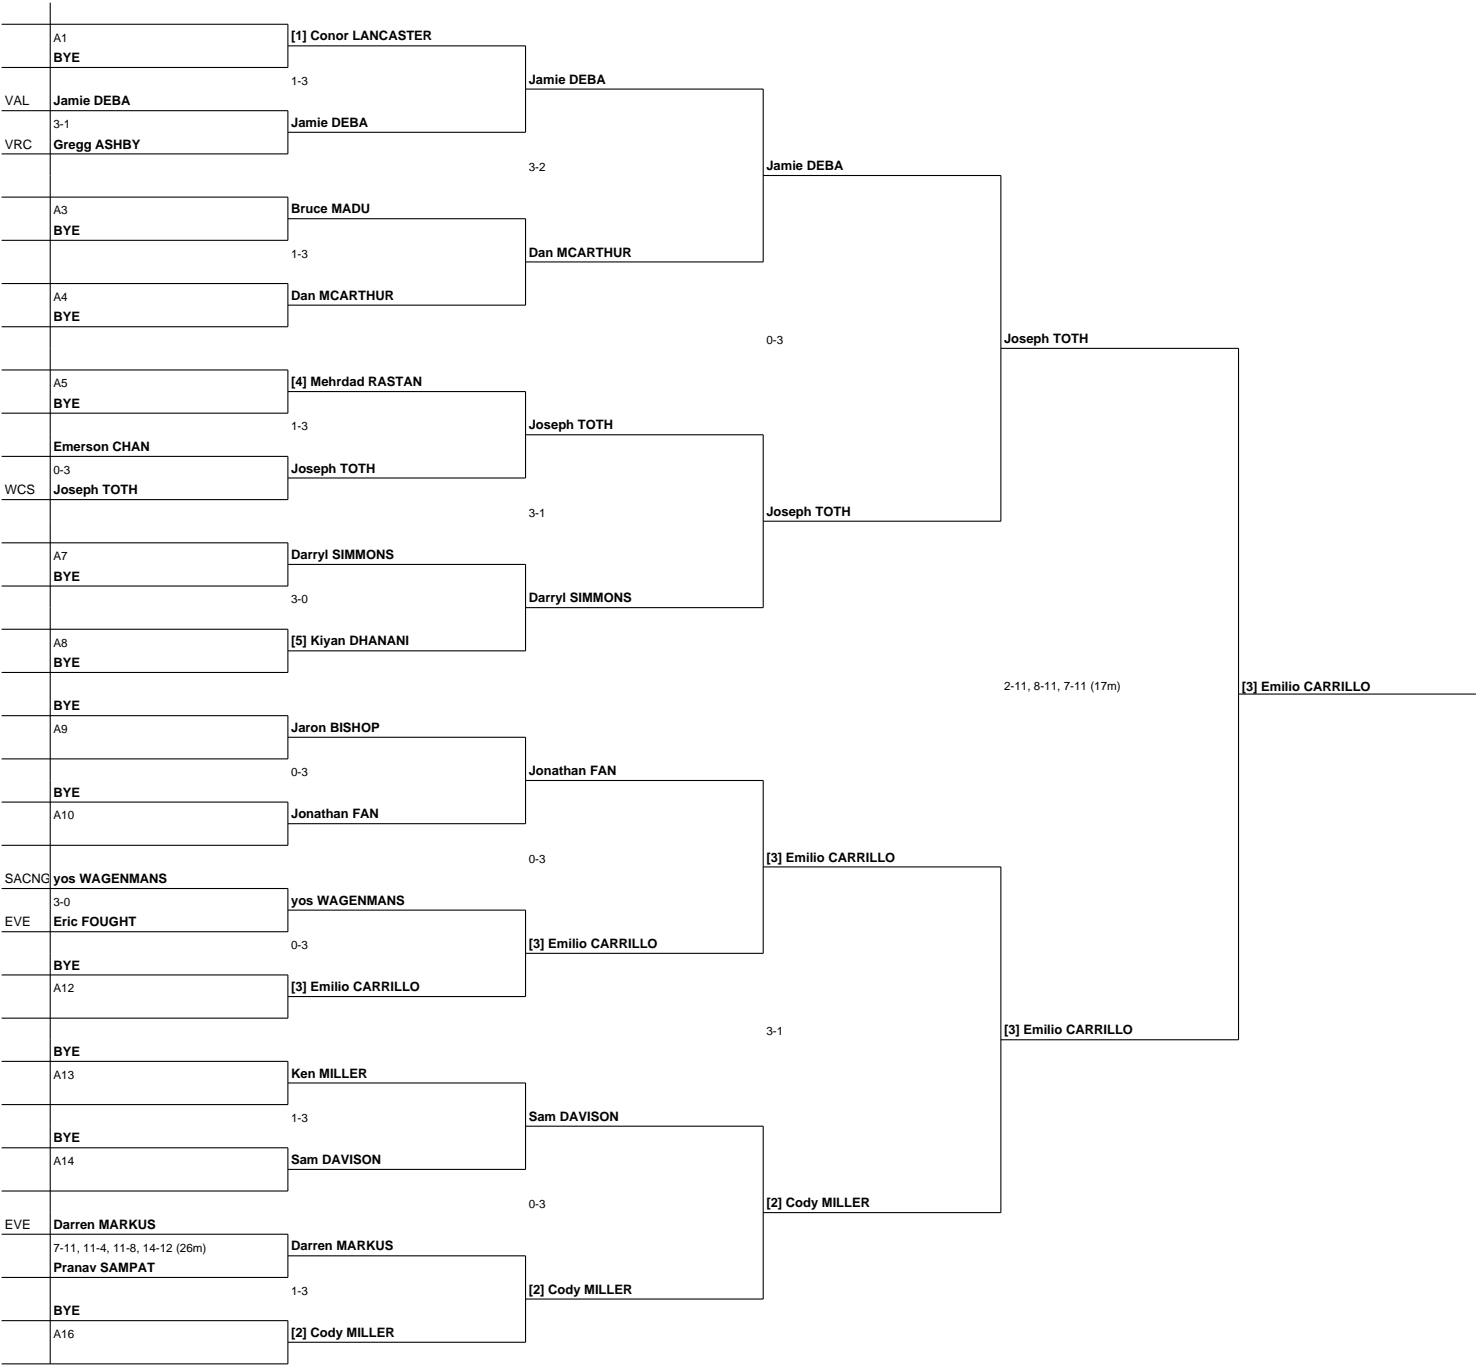 [1] Conor LANCASTER
A1
BYE
1-3
Jamie DEBA
VAL Jamie DEBA
3-1
Jamie DEBA
VRC Gregg ASHBY
3-2
Jamie DEBA
A3
Bruce MADU
BYE
1-3
Dan MCARTHUR
A4
Dan MCARTHUR
BYE
0-3
Joseph TOTH
A5
[4] Mehrdad RASTAN
BYE
1-3
Joseph TOTH
Emerson CHAN
0-3
Joseph TOTH
WCS Joseph TOTH
3-1
Joseph TOTH
A7
Darryl SIMMONS
BYE
3-0
Darryl SIMMONS
A8
[5] Kiyan DHANANI
BYE
2-11, 8-11, 7-11 (17m)
[3] Emilio CARRILLO
BYE
A9
Jaron BISHOP
0-3
Jonathan FAN
BYE
A10
Jonathan FAN
0-3
[3] Emilio CARRILLO
SACNG yos WAGENMANS
3-0
yos WAGENMANS
EVE Eric FOUGHT
0-3
[3] Emilio CARRILLO
BYE
A12
[3] Emilio CARRILLO
3-1
[3] Emilio CARRILLO
BYE
A13
Ken MILLER
1-3
Sam DAVISON
BYE
A14
Sam DAVISON
0-3
[2] Cody MILLER
EVE Darren MARKUS
7-11, 11-4, 11-8, 14-12 (26m)
Darren MARKUS
Pranav SAMPAT
1-3
[2] Cody MILLER
BYE
A16
[2] Cody MILLER